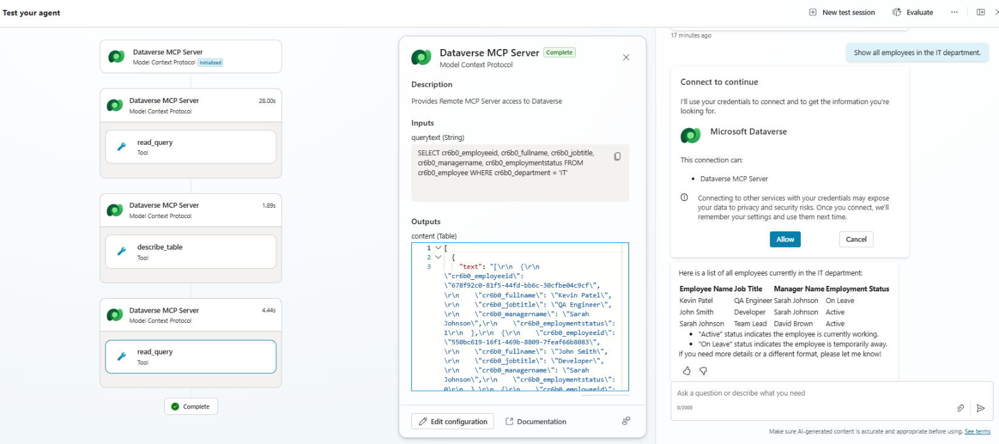 Test your agent
New test session
Evaluate
Dataverse MCP Server
Model Context Protocol Initialized
Dataverse MCP Server 28.00s
Model Context Protocol
read_query
Tool
Dataverse MCP Server 1.89s
Model Context Protocol
describe_table
Tool
Dataverse MCP Server 4.44s
Model Context Protocol
read_query
Tool
Complete
Dataverse MCP Server Complete
Model Context Protocol
Description
Provides Remote MCP Server access to Dataverse
Inputs
querytext (String)
SELECT cr6b0_employeeid, cr6b0_fullname, cr6b0_jobtitle,
cr6b0_managername, cr6b0_employmentstatus FROM
cr6b0_employee WHERE cr6b0_department = 'IT'
Outputs
content (Table)
1 [
2 {
3 "text": "[\r\n  {\r\n
\"cr6b0_employeeid\":
\"678f92c0-81f5-44fd-bb6c-30cfbe04c9cf\",
\r\n    \"cr6b0_fullname\": \"Kevin Patel\",
\r\n    \"cr6b0_jobtitle\": \"QA Engineer\",
\r\n    \"cr6b0_managername\": \"Sarah
Johnson\",\r\n    \"cr6b0_employmentstatus\":
1\r\n  },\r\n  {\r\n    \"cr6b0_employeeid\":
\"550bc619-16f1-469b-8809-7feaf66b8083\",
\r\n    \"cr6b0_fullname\": \"John Smith\",
\r\n    \"cr6b0_jobtitle\": \"Developer\",
\r\n    \"cr6b0_managername\": \"Sarah
Johnson\",\r\n    \"cr6b0_employmentstatus\":
0\r\n  },\r\n  {\r\n    \"cr6b0_employeeid\":
Edit configuration
Documentation
17 minutes ago
Show all employees in the IT department.
Connect to continue
I'll use your credentials to connect and to get the information you're
looking for.
Microsoft Dataverse
This connection can:
• Dataverse MCP Server
Connecting to other services with your credentials may expose
your data to privacy and security risks. Once you connect, we'll
remember your settings and use them next time.
Allow
Cancel
Here is a list of all employees currently in the IT department:
Employee Name Job Title Manager Name Employment Status
Kevin Patel QA Engineer Sarah Johnson On Leave
John Smith Developer Sarah Johnson Active
Sarah Johnson Team Lead David Brown Active
• "Active" status indicates the employee is currently working.
• "On Leave" status indicates the employee is temporarily away.
If you need more details or a different format, please let me know!
Ask a question or describe what you need
0/2000
Make sure AI-generated content is accurate and appropriate before using. See terms